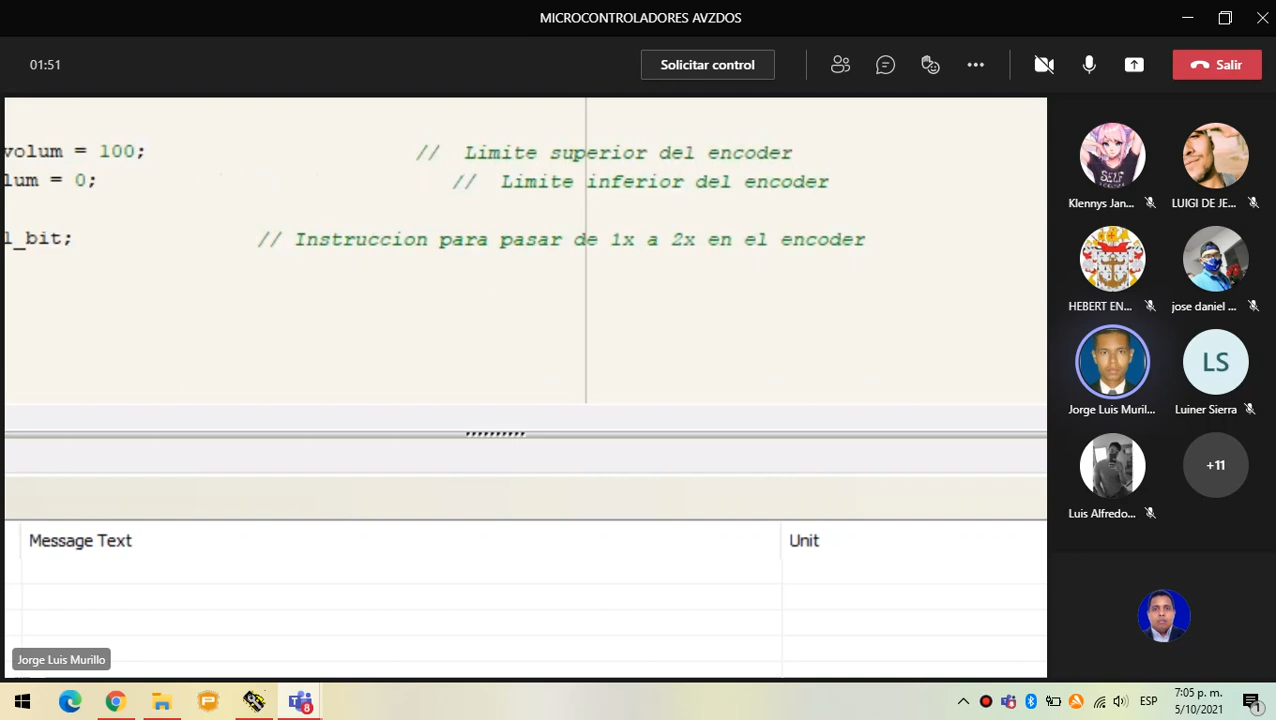 MICROCONTROLADORES AVZDOS
01:51
Solicitar control
Salir
volum = 100; // Limite superior del encoder
lum = 0; // Limite inferior del encoder
l_bit; // Instruccion para pasar de 1x a 2x en el encoder
Message Text Unit
Jorge Luis Murillo
SELF
Klennys Jan...
LUIGI DE JE...
HEBERT EN...
jose daniel ...
Jorge Luis Muril...
LS
Luiner Sierra
+11
Luis Alfredo...
8
ESP
7:05 p. m.
5/10/2021
1